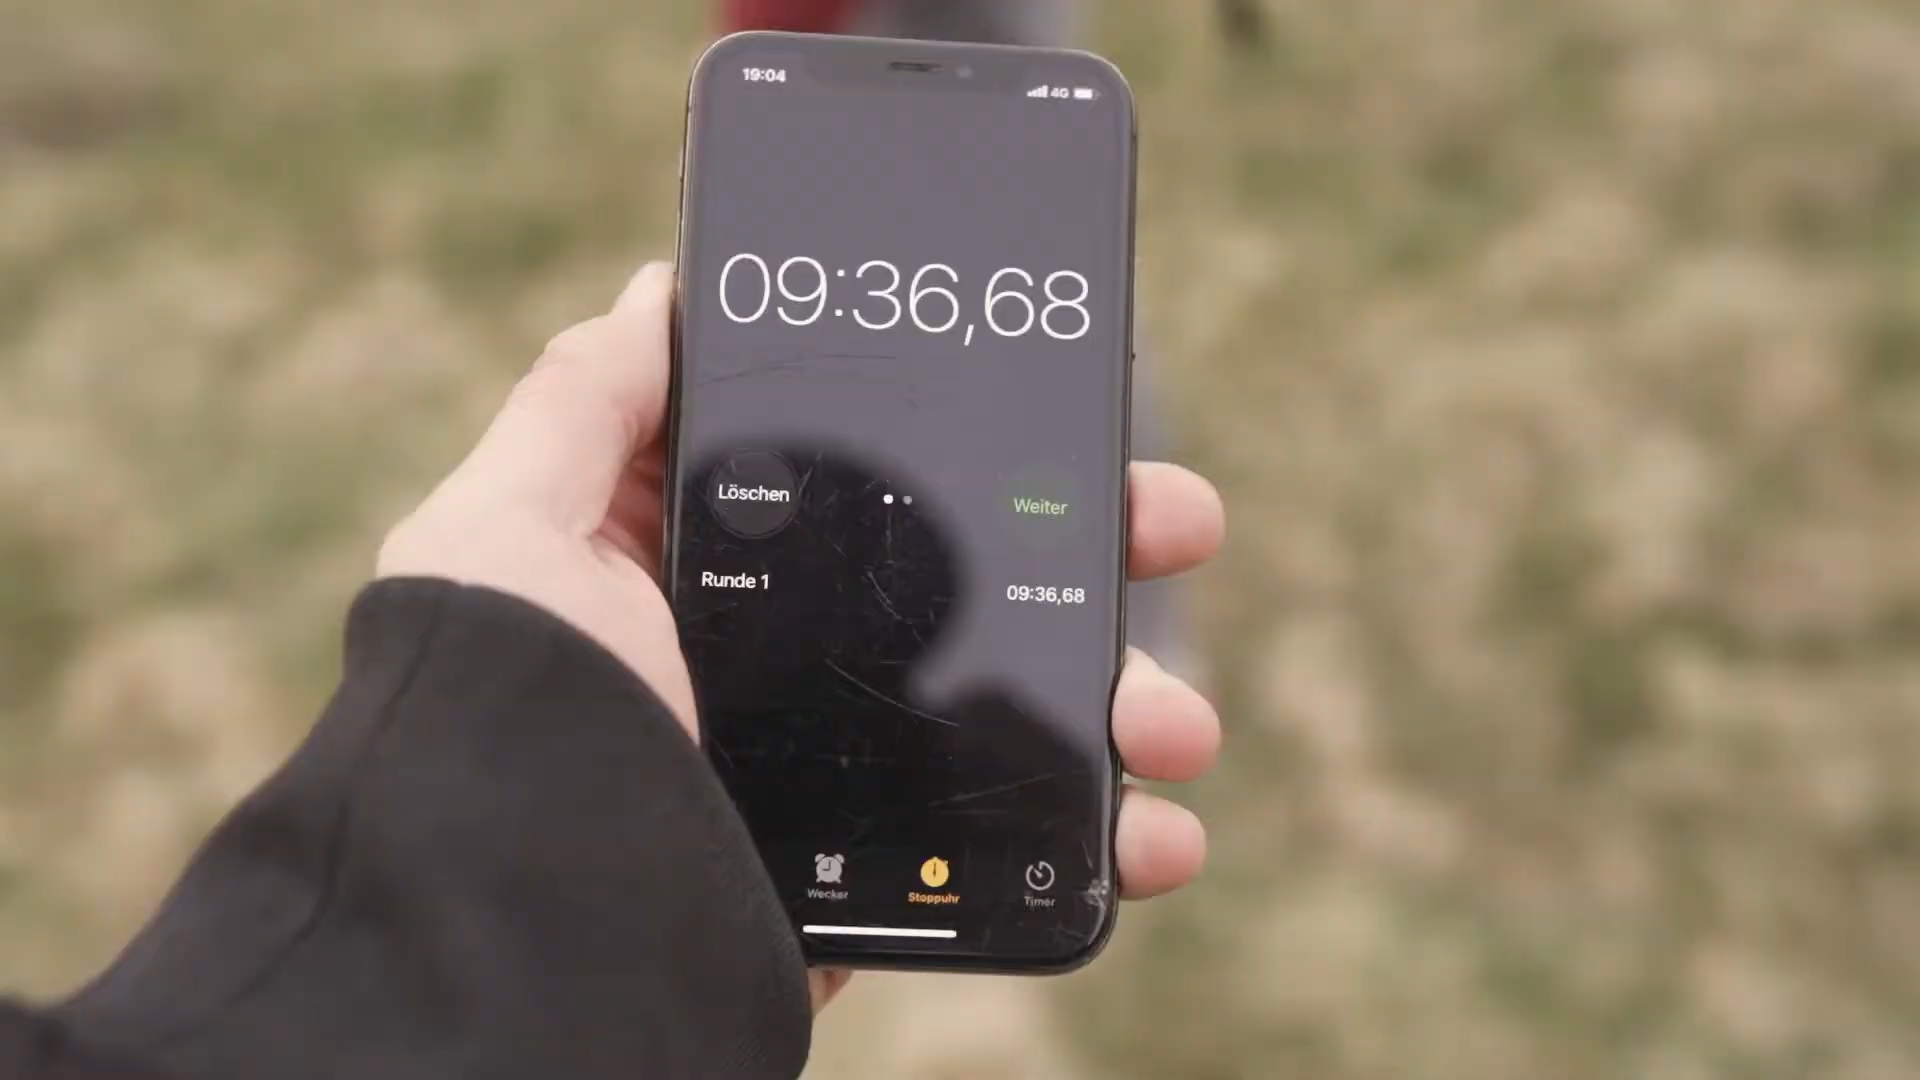 19:04
4G
09:36,68
Löschen
Weiter
Runde 1
09:36,68
Wecker
Stoppuhr
Timer